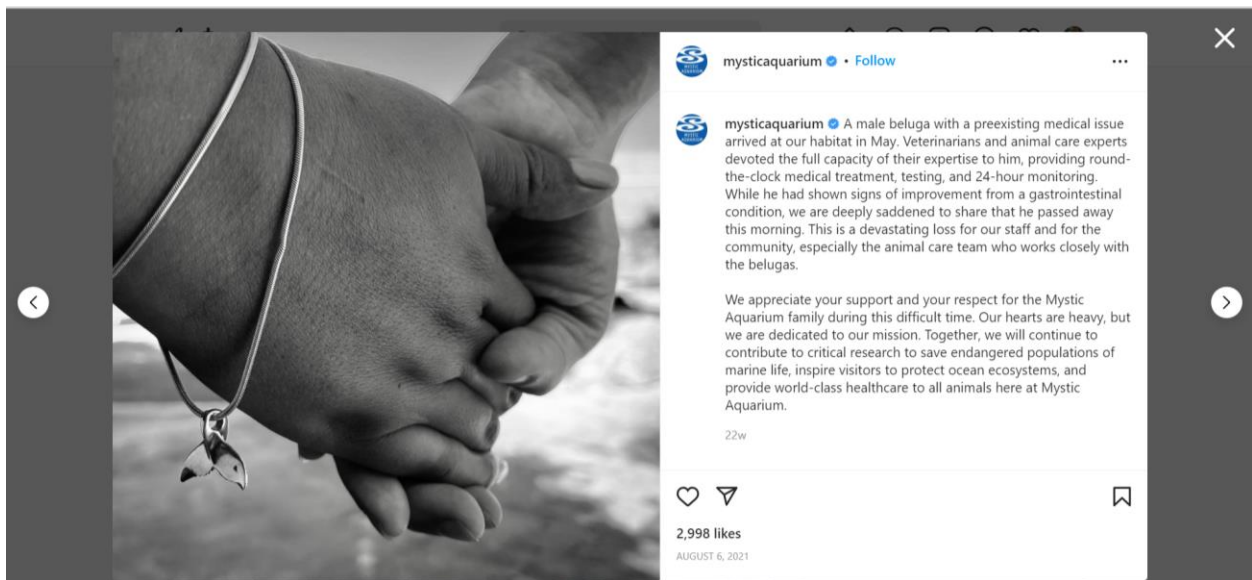 mysticaquarium • Follow
mysticaquarium A male beluga with a preexisting medical issue
arrived at our habitat in May. Veterinarians and animal care experts
devoted the full capacity of their expertise to him, providing round-
the-clock medical treatment, testing, and 24-hour monitoring.
While he had shown signs of improvement from a gastrointestinal
condition, we are deeply saddened to share that he passed away
this morning. This is a devastating loss for our staff and for the
community, especially the animal care team who works closely with
the belugas.
We appreciate your support and your respect for the Mystic
Aquarium family during this difficult time. Our hearts are heavy, but
we are dedicated to our mission. Together, we will continue to
contribute to critical research to save endangered populations of
marine life, inspire visitors to protect ocean ecosystems, and
provide world-class healthcare to all animals here at Mystic
Aquarium.
22w
2,998 likes
AUGUST 6, 2021